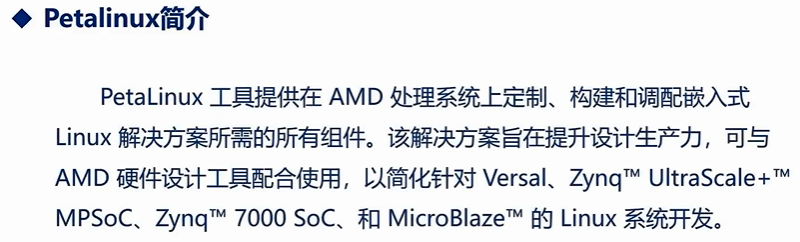 ◆ Petalinux简介
PetaLinux 工具提供在 AMD 处理系统上定制、构建和调配嵌入式
Linux 解决方案所需的所有组件。该解决方案旨在提升设计生产力，可与
AMD 硬件设计工具配合使用，以简化针对 Versal、Zynq™ UltraScale+™
MPSoC、Zynq™ 7000 SoC、和 MicroBlaze™ 的 Linux 系统开发。